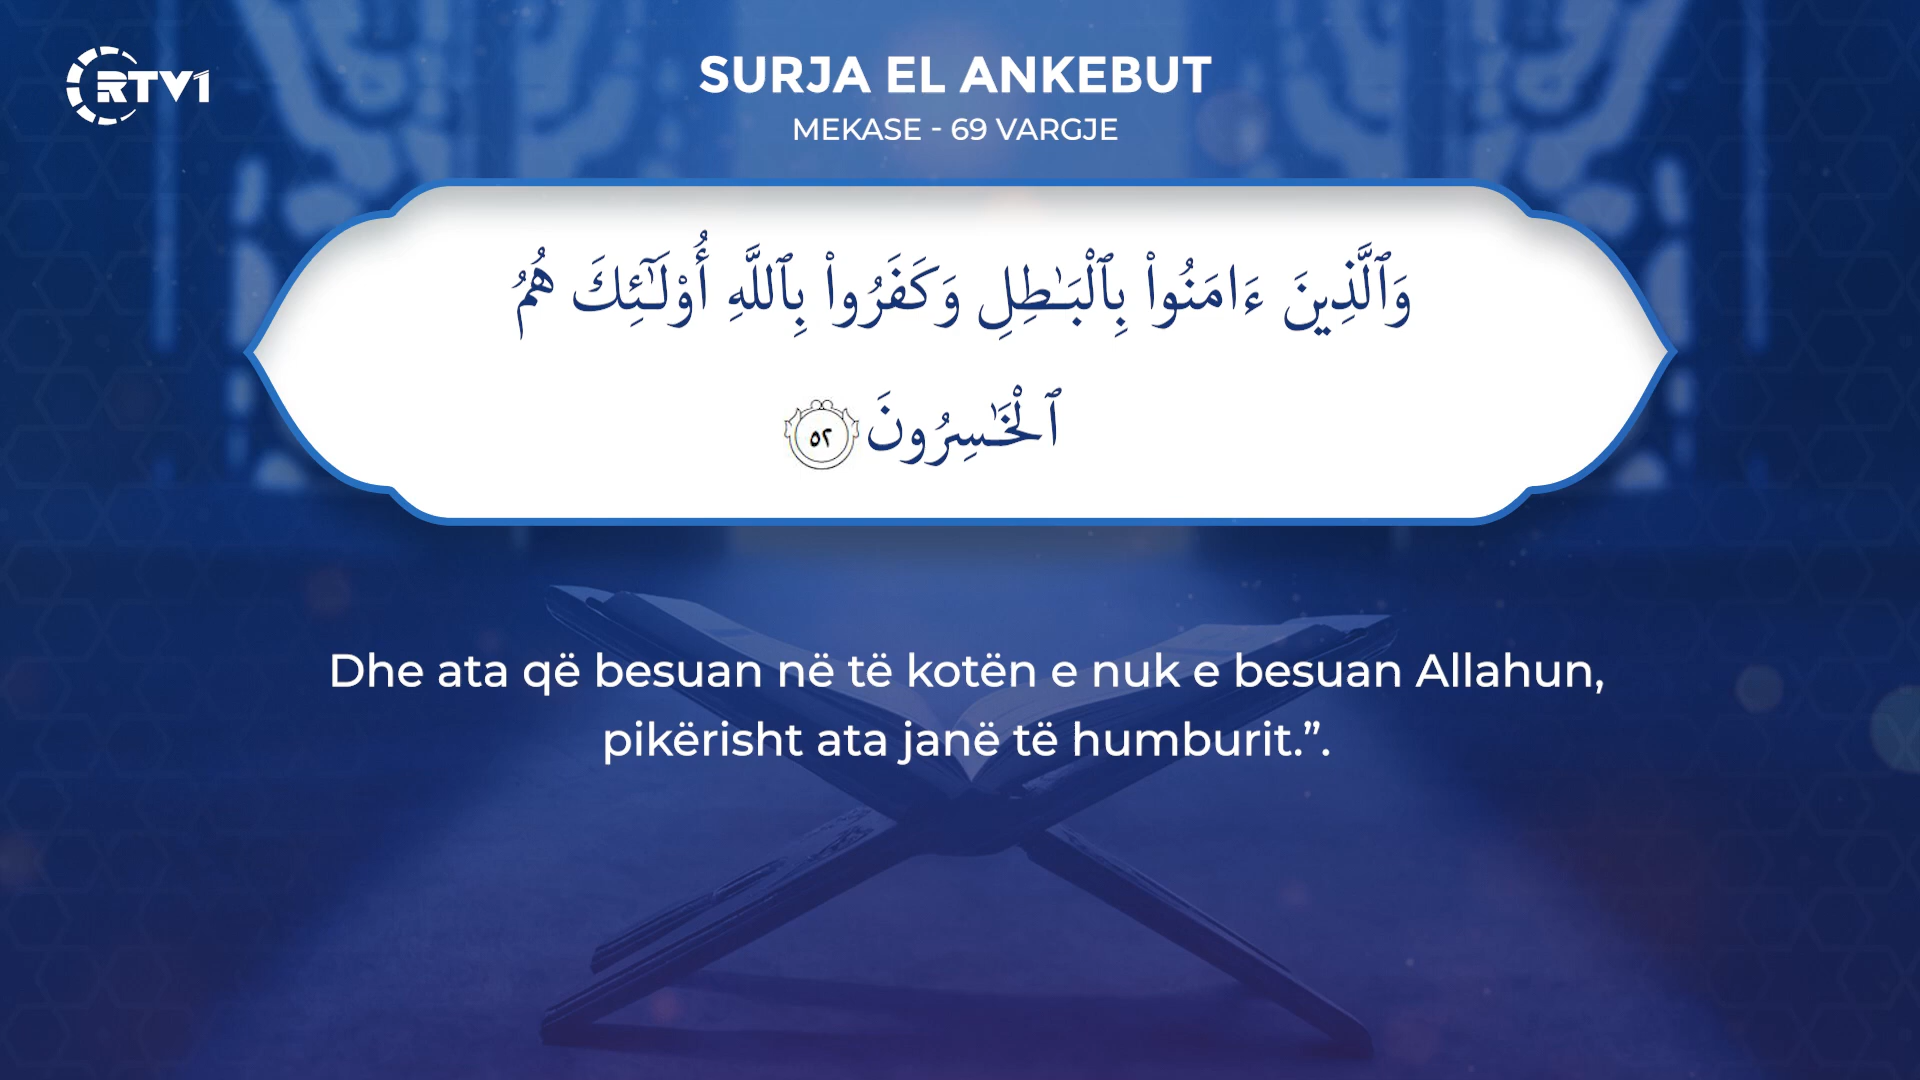 RTV1
SURJA EL ANKEBUT
MEKASE - 69 VARGJE
وَٱلَّذِينَ ءَامَنُوا۟ بِٱلْبَـٰطِلِ وَكَفَرُوا۟ بِٱللَّهِ أُو۟لَـٰٓئِكَ هُمُ
ٱلْخَـٰسِرُونَ ٥٢
Dhe ata që besuan në të kotën e nuk e besuan Allahun,
pikërisht ata janë të humburit.”.